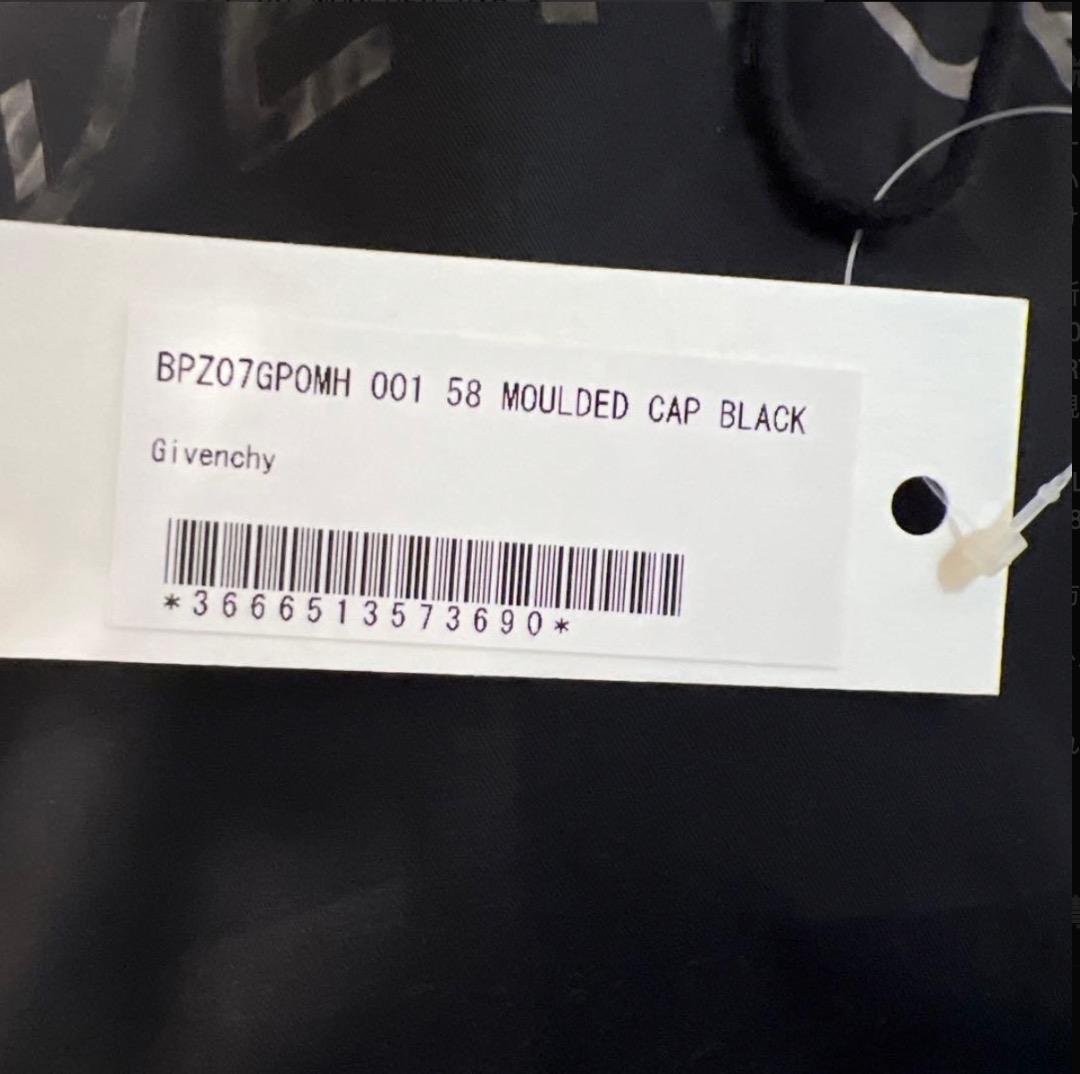 BPZ07GP0MH 001 58 MOULDED CAP BLACK
Givenchy
*3666513573690*